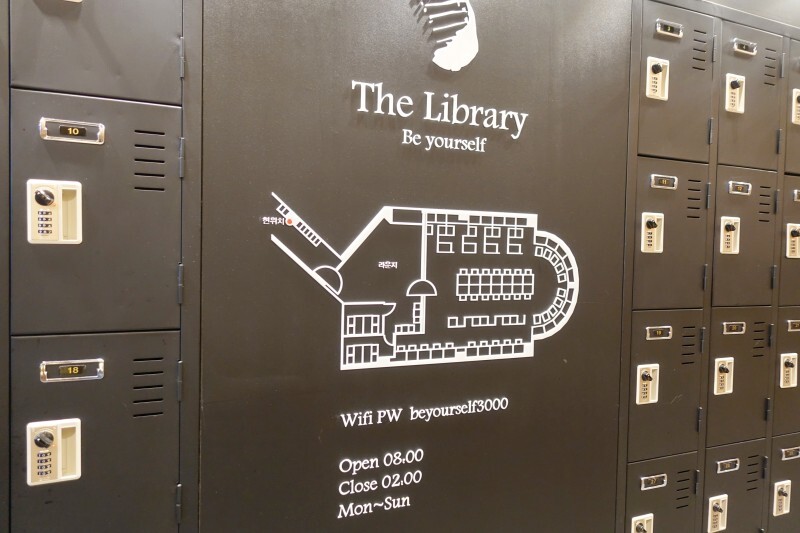 The Library
Be yourself
현위치
라운지
Wifi PW beyourself3000
Open 08.00
Close 02.00
Mon~Sun
10
18